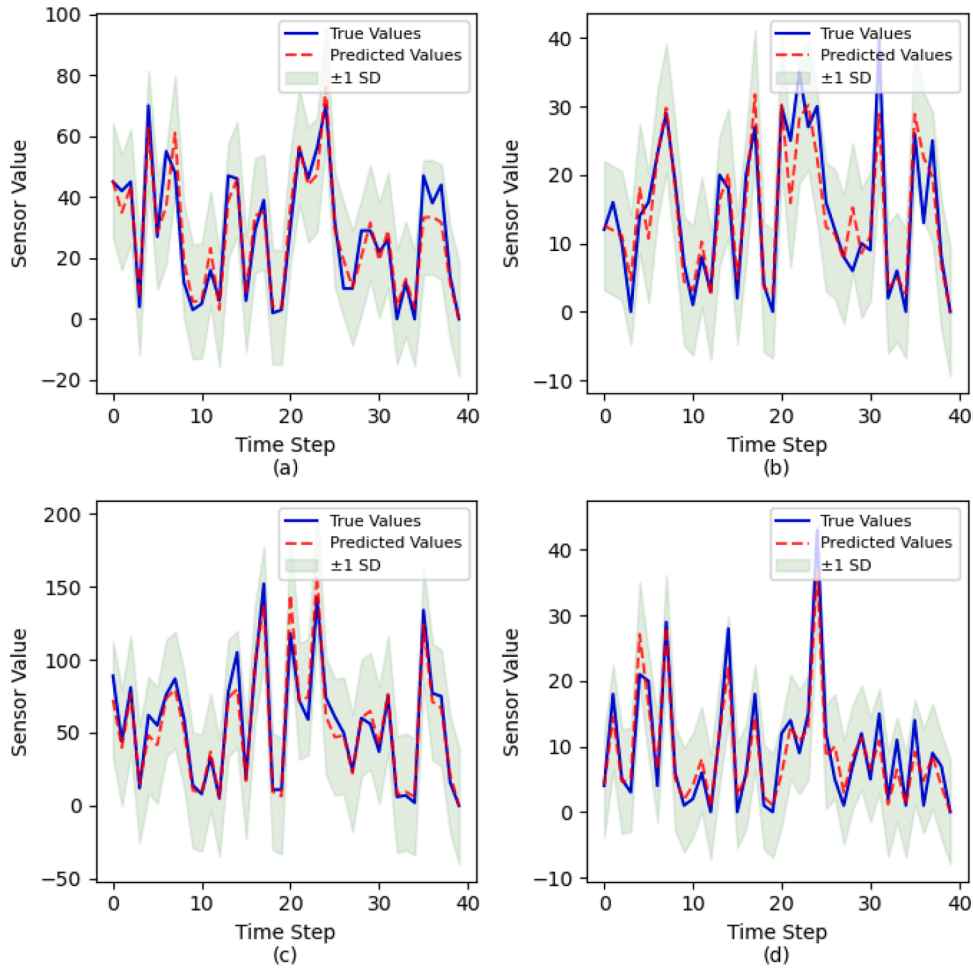 100
80
60
40
20
0
−20
Sensor Value
True Values
Predicted Values
±1 SD
0 10 20 30 40
Time Step
(a)
40
30
20
10
0
−10
Sensor Value
True Values
Predicted Values
±1 SD
0 10 20 30 40
Time Step
(b)
200
150
100
50
0
−50
Sensor Value
True Values
Predicted Values
±1 SD
0 10 20 30 40
Time Step
(c)
40
30
20
10
0
−10
Sensor Value
True Values
Predicted Values
±1 SD
0 10 20 30 40
Time Step
(d)